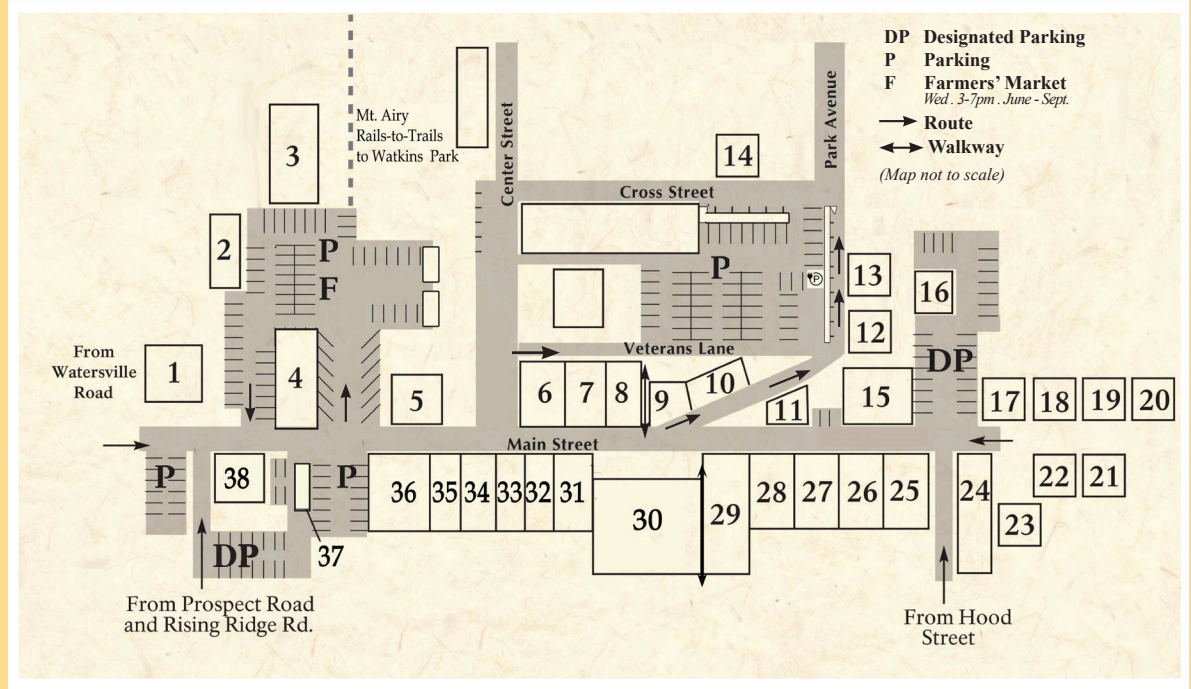 DP Designated Parking
P Parking
F Farmers' Market
Wed . 3-7pm . June - Sept.
Route
Walkway
(Map not to scale)
Mt. Airy
Rails-to-Trails
to Watkins Park
Center Street
Park Avenue
3
14
Cross Street
2
P
F
P
P
13
16
12
From
Watersville
Road
1
4
5
Veterans Lane
6
7
8
9
10
11
15
DP
17
18
19
20
Main Street
P
38
P
36
35
34
33
32
31
30
29
28
27
26
25
24
22
21
23
DP
37
From Prospect Road
and Rising Ridge Rd.
From Hood
Street